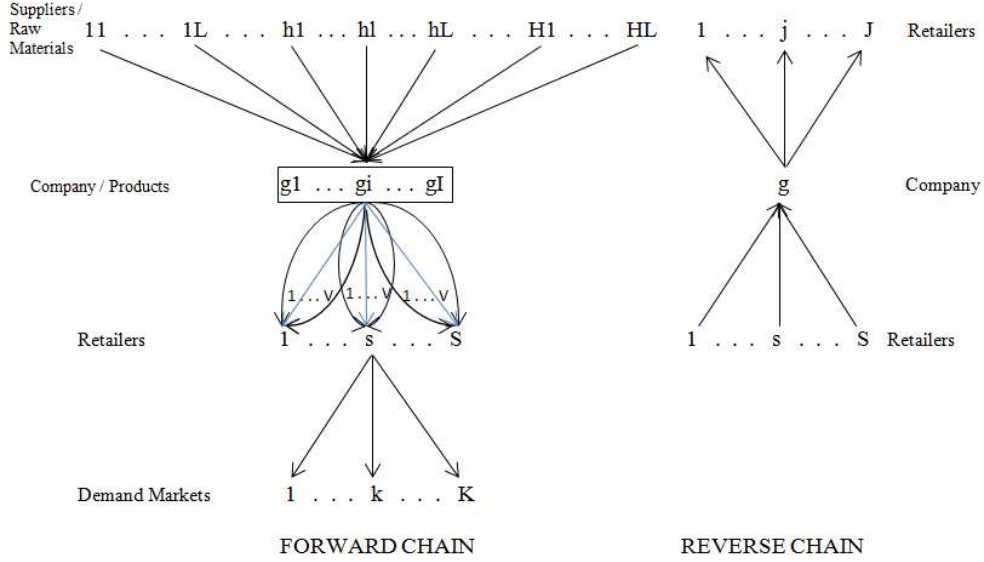 Suppliers /
Raw
Materials
11 . . . 1L . . . h1 ... hl ... hL . . . H1 . . . HL
1 . . . j . . . J Retailers
Company / Products
g1 ... gi ... gI
g Company
1 ... V 1 ... V 1 ... V
Retailers 1 . . . s . . . S
1 . . . s . . . S Retailers
Demand Markets 1 . . . k . . . K
FORWARD CHAIN REVERSE CHAIN